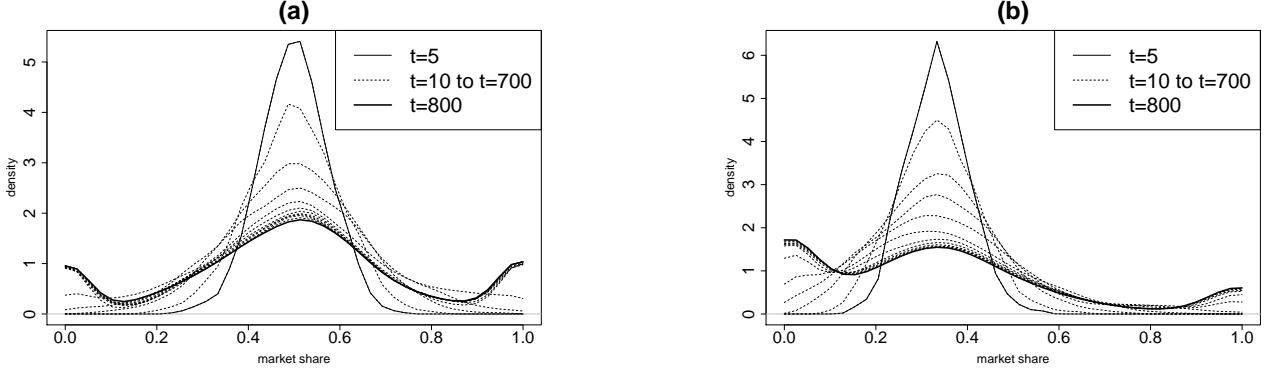 (a)
t=5
t=10 to t=700
t=800
density
0 1 2 3 4 5
0.0 0.2 0.4 0.6 0.8 1.0
market share
(b)
t=5
t=10 to t=700
t=800
density
0 1 2 3 4 5 6
0.0 0.2 0.4 0.6 0.8 1.0
market share